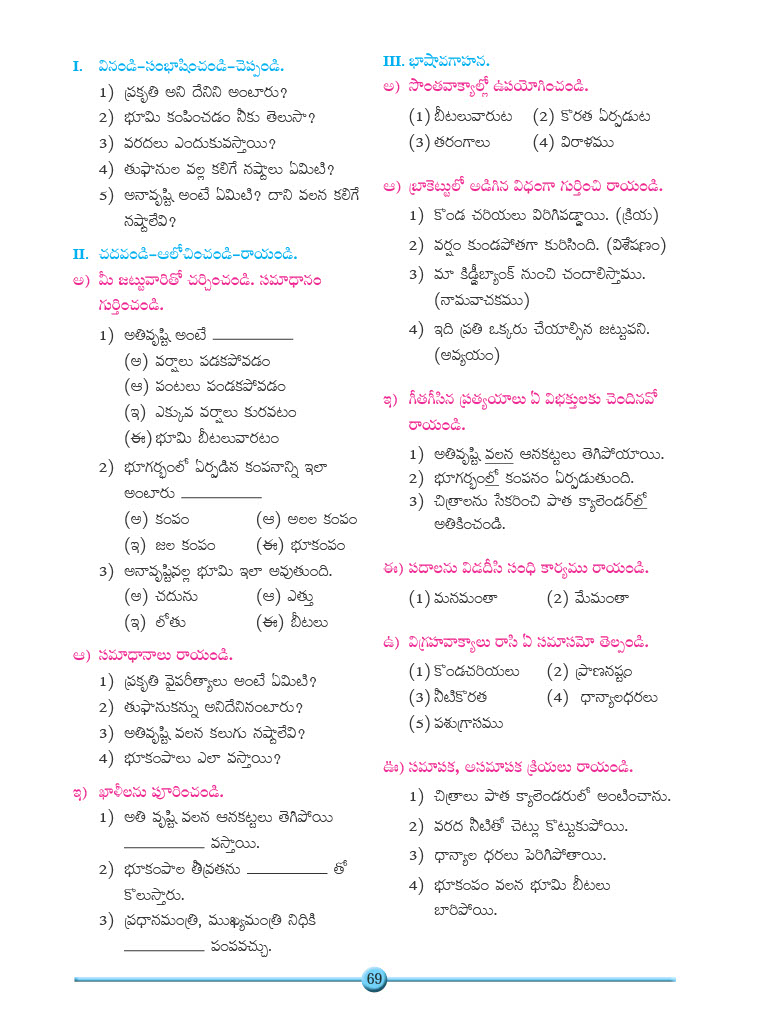 I. వినండి-సంభాషించండి-చెప్పండి.
1) ప్రకృతి అని దేనిని అంటారు?
2) భూమి కంపించడం నీకు తెలుసా?
3) వరదలు ఎందుకువస్తాయి?
4) తుఫానుల వల్ల కలిగే నష్టాలు ఏమిటి?
5) అనావృష్టి అంటే ఏమిటి? దాని వలన కలిగే
నష్టాలేవి?
II. చదవండి-ఆలోచించండి-రాయండి.
అ) మీ జట్టువారితో చర్చించండి. సమాధానం
గుర్తించండి.
1) అతివృష్టి అంటే __________
(అ) వర్షాలు పడకపోవడం
(ఆ) పంటలు పండకపోవడం
(ఇ) ఎక్కువ వర్షాలు కురవటం
(ఈ) భూమి బీటలువారటం
2) భూగర్భంలో ఏర్పడిన కంపనాన్ని ఇలా
అంటారు __________
(అ) కంపం (ఆ) అలల కంపం
(ఇ) జల కంపం (ఈ) భూకంపం
3) అనావృష్టివల్ల భూమి ఇలా అవుతుంది.
(అ) చదును (ఆ) ఎత్తు
(ఇ) లోతు (ఈ) బీటలు
ఆ) సమాధానాలు రాయండి.
1) ప్రకృతి వైపరీత్యాలు అంటే ఏమిటి?
2) తుఫానుకన్ను అనిదేనినంటారు?
3) అతివృష్టి వలన కలుగు నష్టాలేవి?
4) భూకంపాలు ఎలా వస్తాయి?
ఇ) ఖాళీలను పూరించండి.
1) అతి వృష్టి వలన ఆనకట్టలు తెగిపోయి
__________ వస్తాయి.
2) భూకంపాల తీవ్రతను __________ తో
కొలుస్తారు.
3) ప్రధానమంత్రి, ముఖ్యమంత్రి నిధికి
__________ పంపవచ్చు.
III. భాషావగాహన.
అ) సొంతవాక్యాల్లో ఉపయోగించండి.
(1) బీటలువారుట (2) కొరత ఏర్పడుట
(3) తరంగాలు (4) విరాళము
ఆ) బ్రాకెట్టులో అడిగిన విధంగా గుర్తించి రాయండి.
1) కొండ చరియలు విరిగిపడ్డాయి. (క్రియ)
2) వర్షం కుండపోతగా కురిసింది. (విశేషణం)
3) మా కిడ్డీబ్యాంక్ నుంచి చందాలిస్తాము.
(నామవాచకము)
4) ఇది ప్రతి ఒక్కరు చేయాల్సిన జట్టుపని.
(అవ్యయం)
ఇ) గీతగీసిన ప్రత్యయాలు ఏ విభక్తులకు చెందినవో
రాయండి.
1) అతివృష్టి వలన ఆనకట్టలు తెగిపోయాయి.
2) భూగర్భంలో కంపనం ఏర్పడుతుంది.
3) చిత్రాలను సేకరించి పాత క్యాలెండర్‌లో
అతికించండి.
ఈ) పదాలను విడదీసి సంధి కార్యము రాయండి.
(1) మనమంతా (2) మేమంతా
ఉ) విగ్రహవాక్యాలు రాసి ఏ సమాసమో తెల్పండి.
(1) కొండచరియలు (2) ప్రాణనష్టం
(3) నీటికొరత (4) ధాన్యాలధరలు
(5) పశుగ్రాసము
ఊ) సమాపక, అసమాపక క్రియలు రాయండి.
1) చిత్రాలు పాత క్యాలెండరులో అంటించాను.
2) వరద నీటితో చెట్లు కొట్టుకుపోయి.
3) ధాన్యాల ధరలు పెరిగిపోతాయి.
4) భూకంపం వలన భూమి బీటలు
బారిపోయి.
69